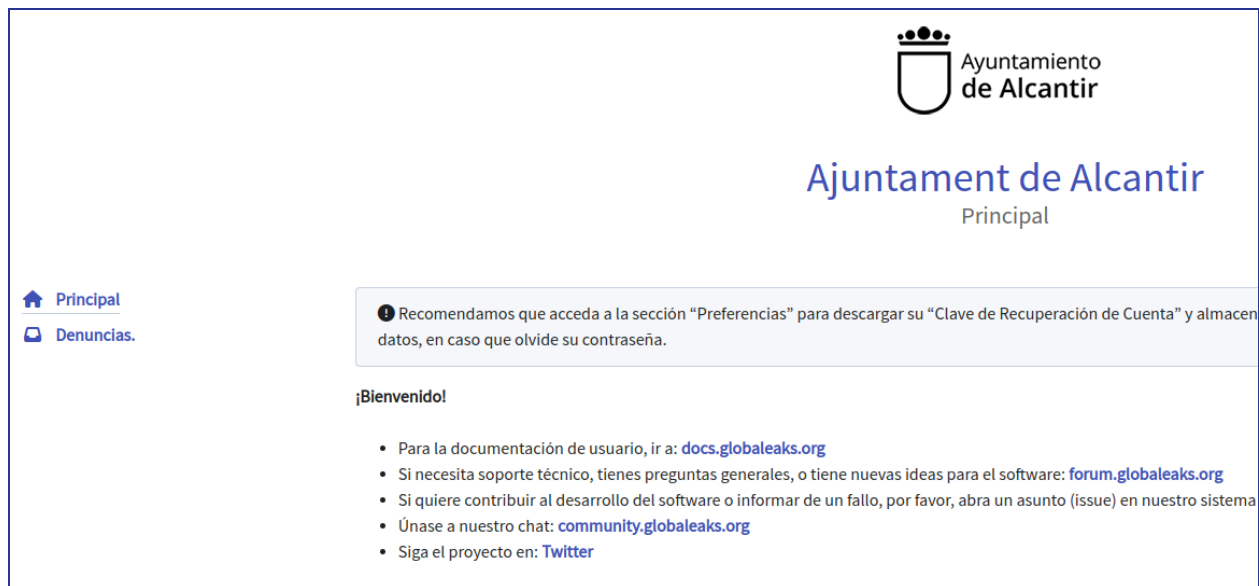 Ayuntamiento
de Alcantir
Ajuntament de Alcantir
Principal
Principal
Denuncias.
Recomendamos que acceda a la sección “Preferencias” para descargar su “Clave de Recuperación de Cuenta” y almacen
datos, en caso que olvide su contraseña.
¡Bienvenido!
• Para la documentación de usuario, ir a: docs.globaleaks.org
• Si necesita soporte técnico, tienes preguntas generales, o tiene nuevas ideas para el software: forum.globaleaks.org
• Si quiere contribuir al desarrollo del software o informar de un fallo, por favor, abra un asunto (issue) en nuestro sistema
• Únase a nuestro chat: community.globaleaks.org
• Siga el proyecto en: Twitter